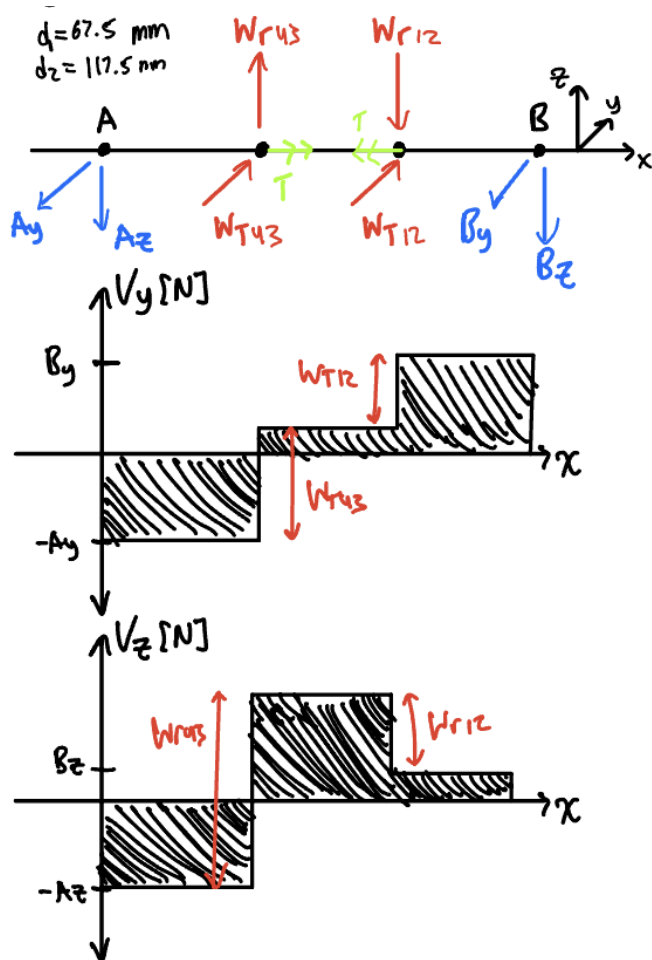 d₁=67.5 mm
d₂=117.5 mm
Wr43
Wr12
A
T
T
B
z
y
x
Ay
Az
WT43
WT12
By
Bz
Vy [N]
By
WT12
x
WT43
-Ay
Vz [N]
Wr43
Wr12
Bz
x
-Az